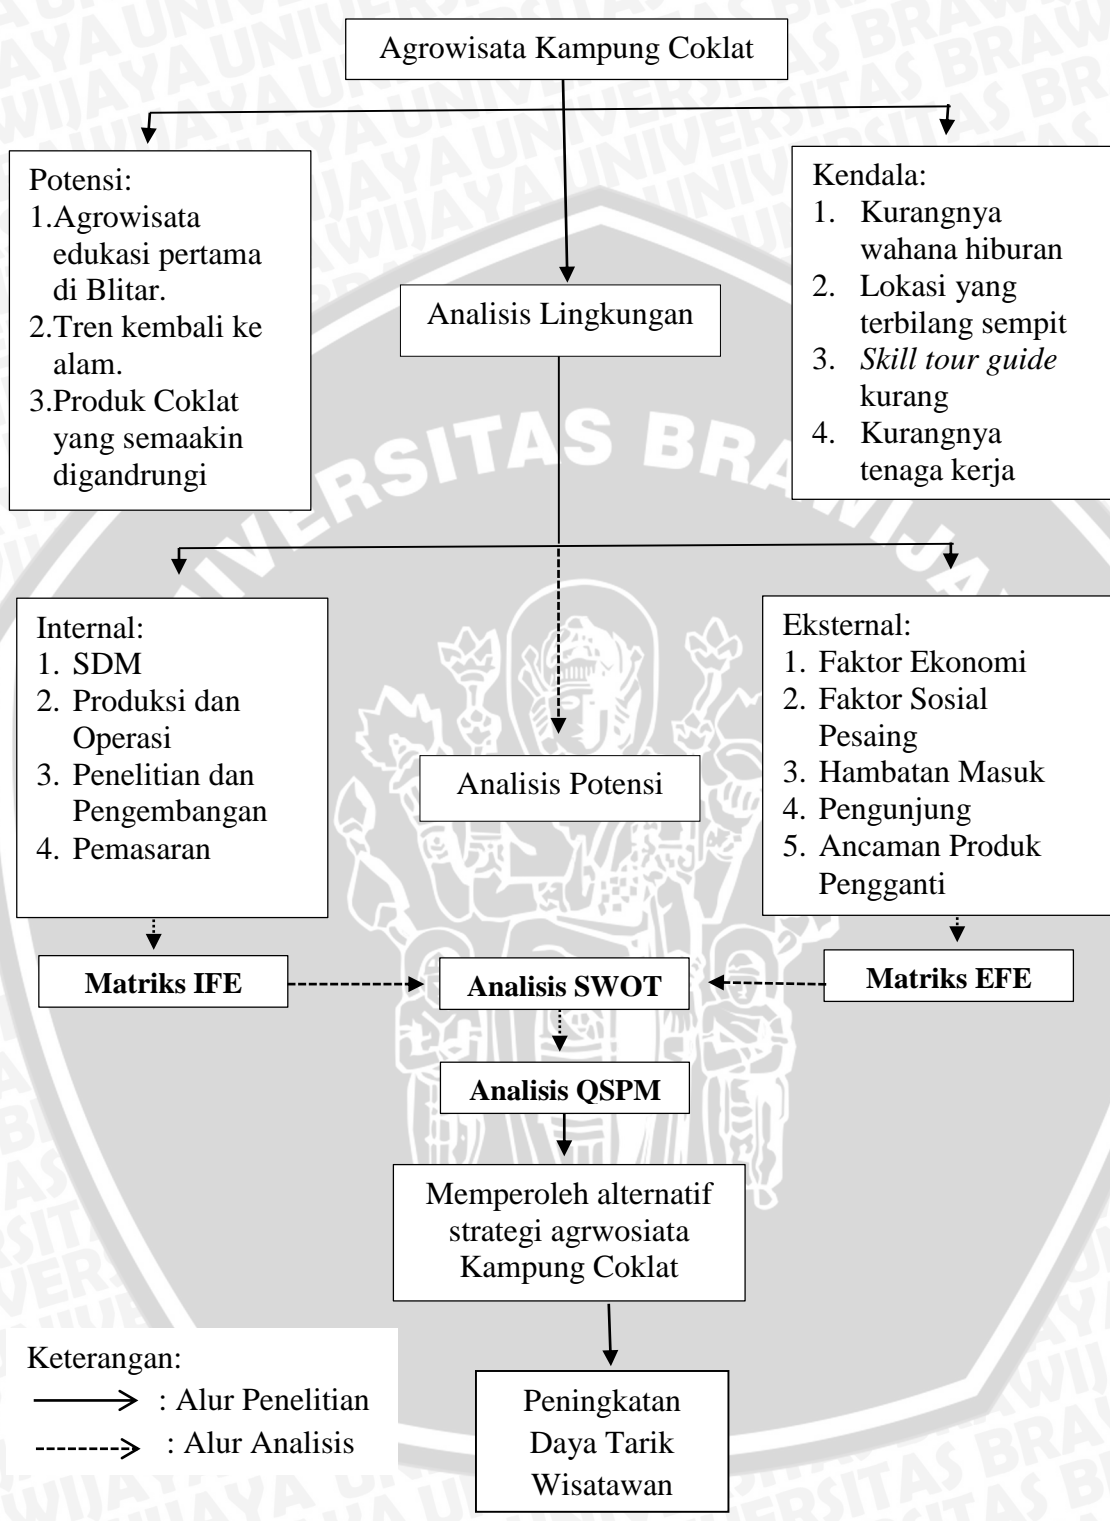 Agrowisata Kampung Coklat
Potensi:
1.Agrowisata
edukasi pertama
di Blitar.
2.Tren kembali ke
alam.
3.Produk Coklat
yang semaakin
digandrungi
Analisis Lingkungan
Kendala:
1. Kurangnya
wahana hiburan
2. Lokasi yang
terbilang sempit
3. Skill tour guide
kurang
4. Kurangnya
tenaga kerja
UNIVERSITAS BRAWIJAYA
Internal:
1. SDM
2. Produksi dan
Operasi
3. Penelitian dan
Pengembangan
4. Pemasaran
Analisis Potensi
Eksternal:
1. Faktor Ekonomi
2. Faktor Sosial
Pesaing
3. Hambatan Masuk
4. Pengunjung
5. Ancaman Produk
Pengganti
Matriks IFE
Analisis SWOT
Matriks EFE
Analisis QSPM
Memperoleh alternatif
strategi agrwosiata
Kampung Coklat
Keterangan:
: Alur Penelitian
: Alur Analisis
Peningkatan
Daya Tarik
Wisatawan